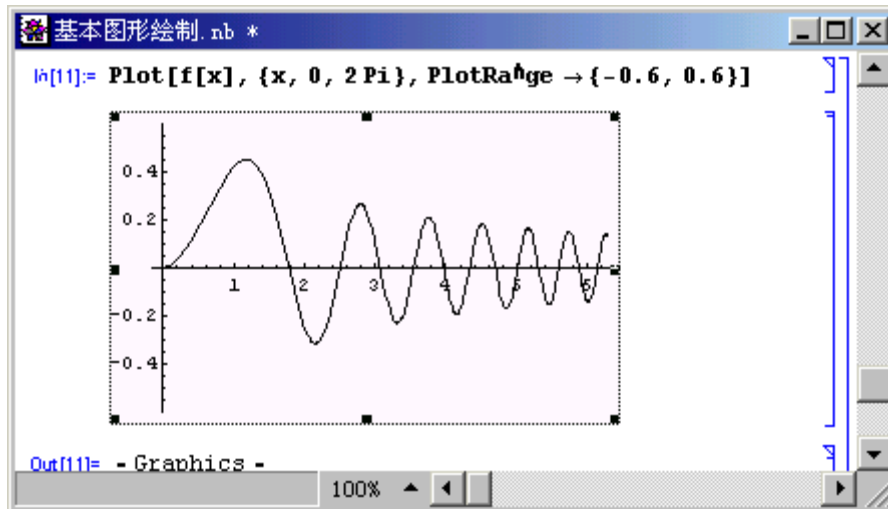 基本图形绘制.nb *
In[11]:= Plot[f[x], {x, 0, 2 Pi}, PlotRange → {-0.6, 0.6}]
0.4
0.2
1 2 3 4 5 6
-0.2
-0.4
Out[11]= - Graphics -
100%